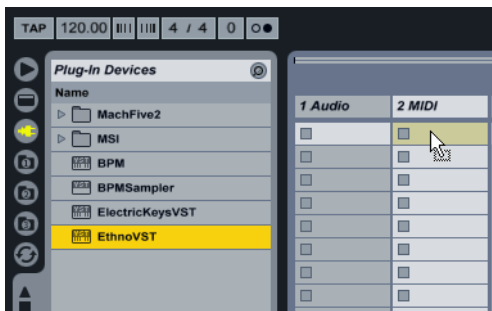 TAP 120.00 4 / 4 0
Plug-In Devices
Name
MachFive2
MSI
BPM
BPMSampler
ElectricKeysVST
EthnoVST
1 Audio 2 MIDI